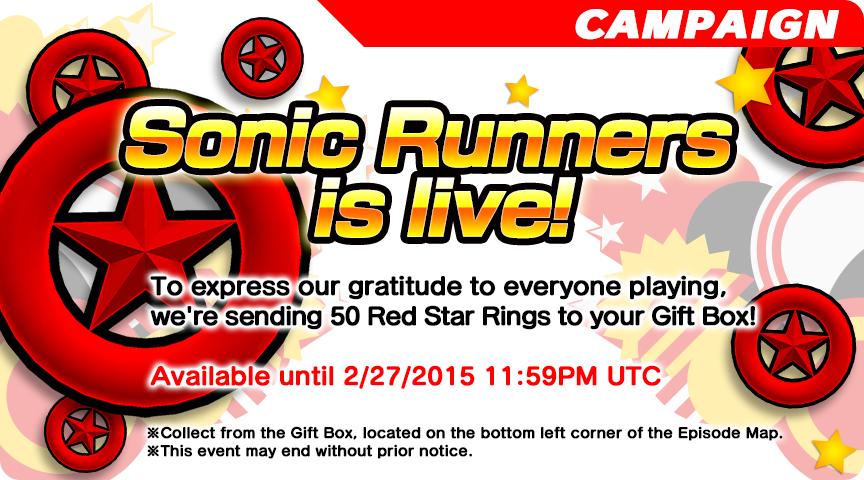 CAMPAIGN
Sonic Runners
is live!
To express our gratitude to everyone playing,
we're sending 50 Red Star Rings to your Gift Box!
Available until 2/27/2015 11:59PM UTC
※Collect from the Gift Box, located on the bottom left corner of the Episode Map.
※This event may end without prior notice.